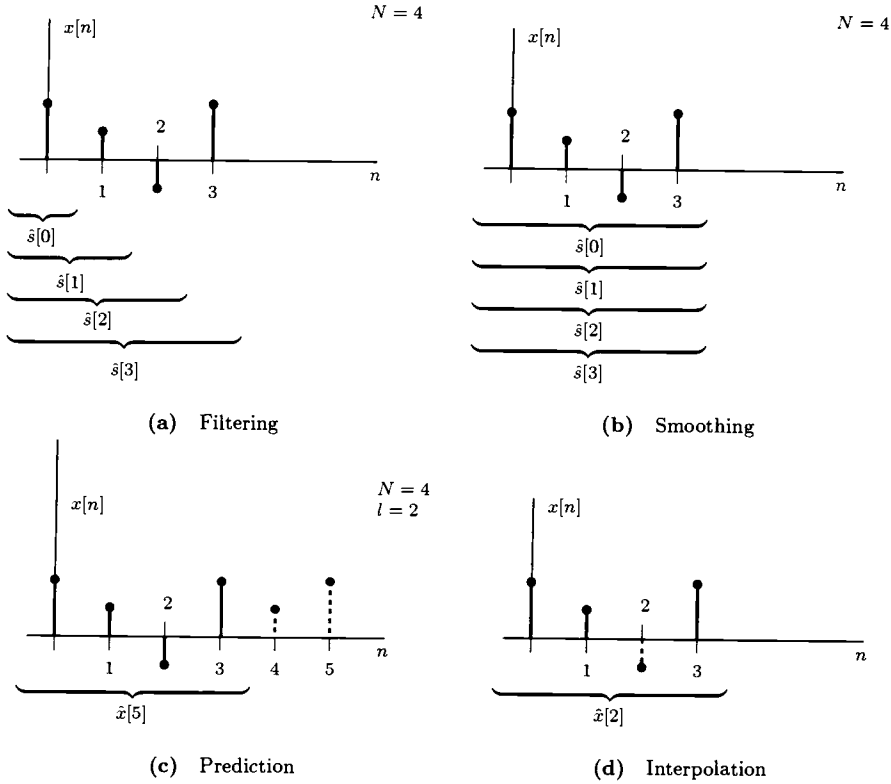 N = 4
x[n]
2
n
1
3
ŝ[0]
ŝ[1]
ŝ[2]
ŝ[3]
(a) Filtering
N = 4
x[n]
2
n
1
3
ŝ[0]
ŝ[1]
ŝ[2]
ŝ[3]
(b) Smoothing
N = 4
l = 2
x[n]
2
1
3
4
5
n
x̂[5]
(c) Prediction
x[n]
2
1
3
n
x̂[2]
(d) Interpolation